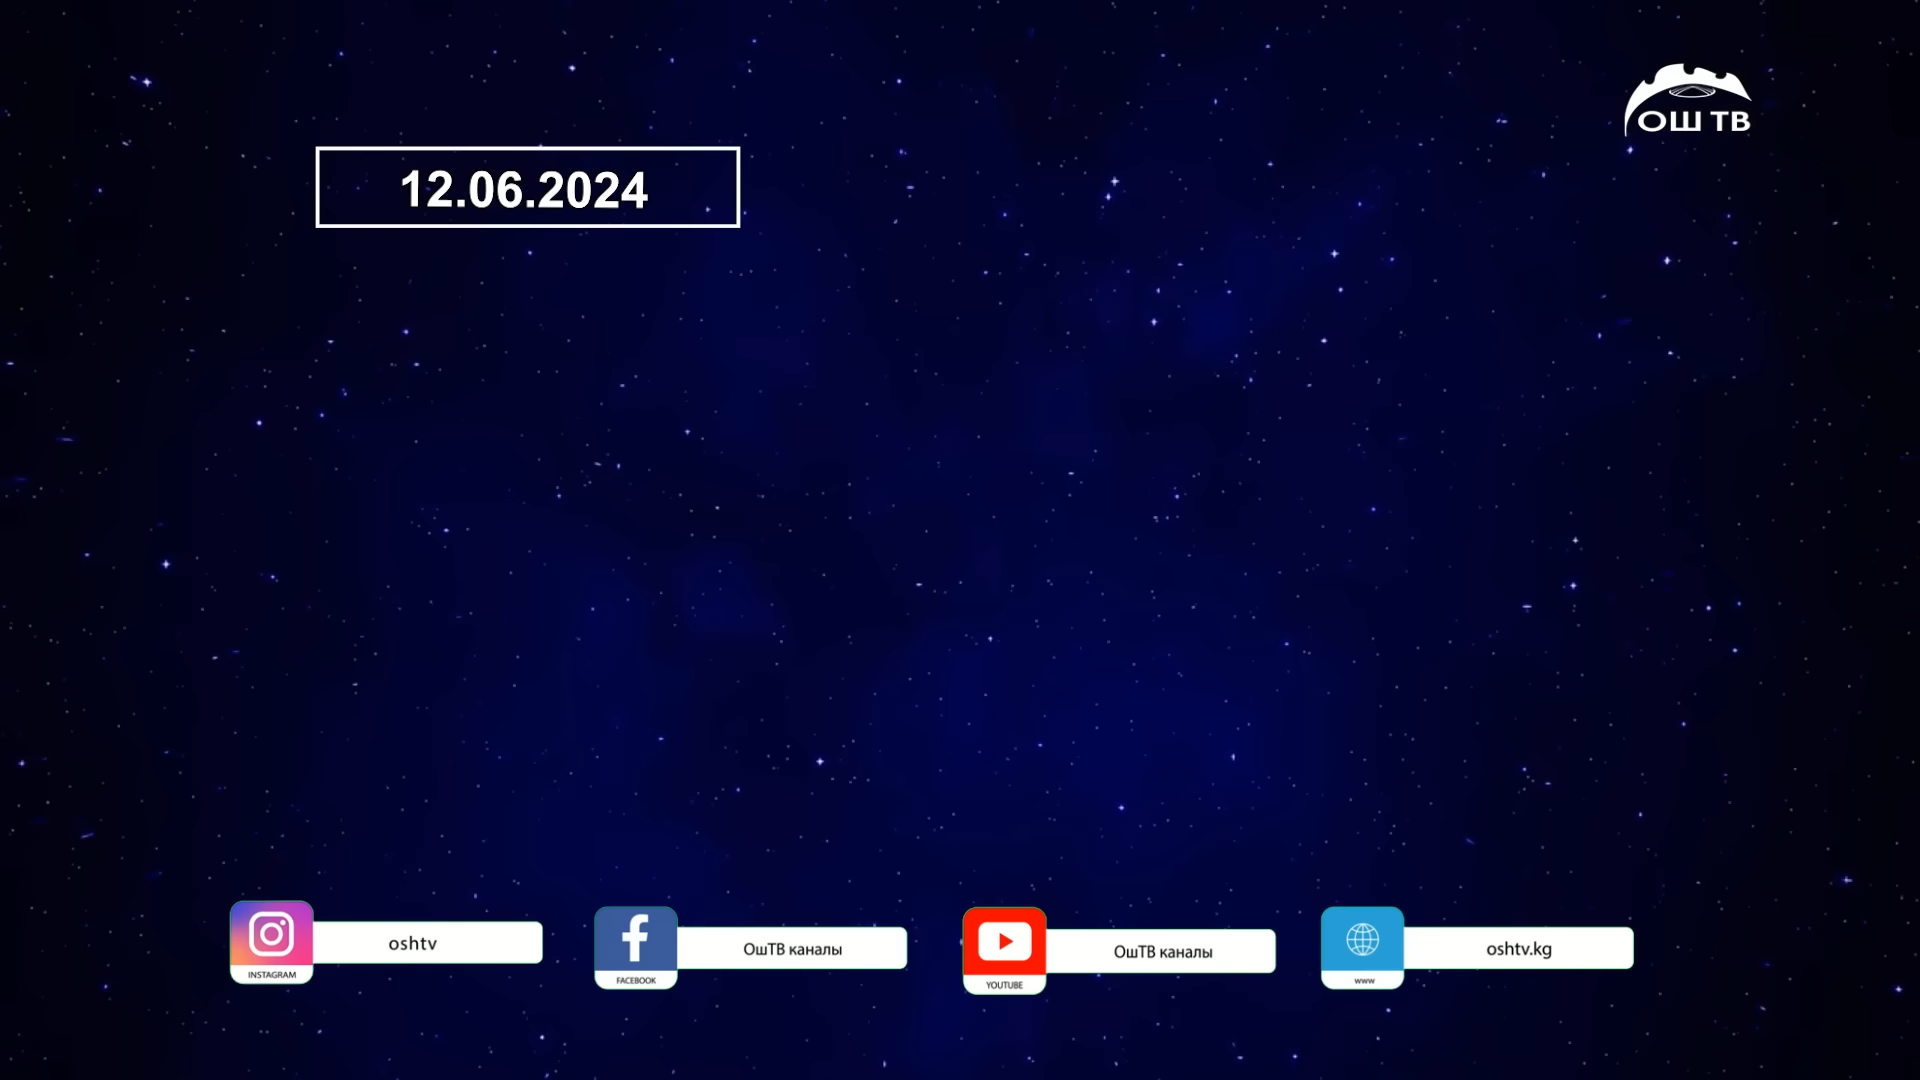 ОШ ТВ
12.06.2024
oshtv
INSTAGRAM
ОшТВ каналы
FACEBOOK
ОшТВ каналы
YOUTUBE
oshtv.kg
www